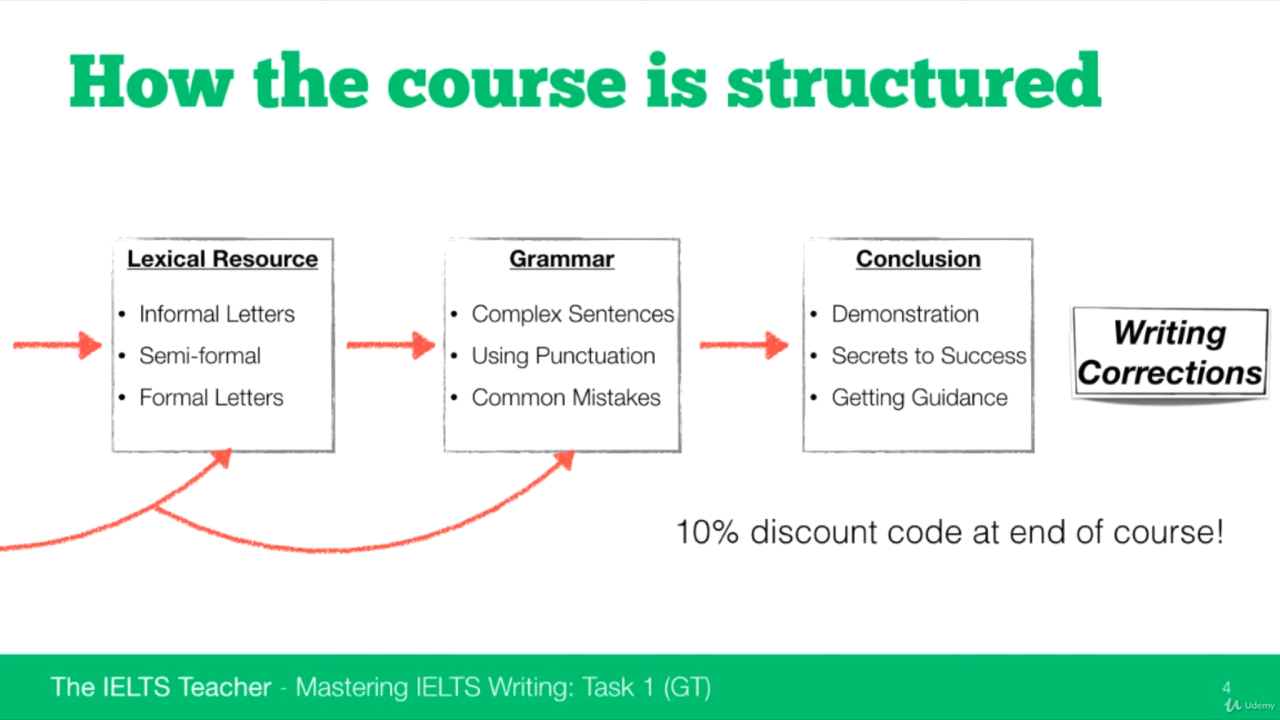 How the course is structured
Lexical Resource
• Informal Letters
• Semi-formal
• Formal Letters
Grammar
• Complex Sentences
• Using Punctuation
• Common Mistakes
Conclusion
• Demonstration
• Secrets to Success
• Getting Guidance
Writing
Corrections
10% discount code at end of course!
The IELTS Teacher - Mastering IELTS Writing: Task 1 (GT)
4
Udemy